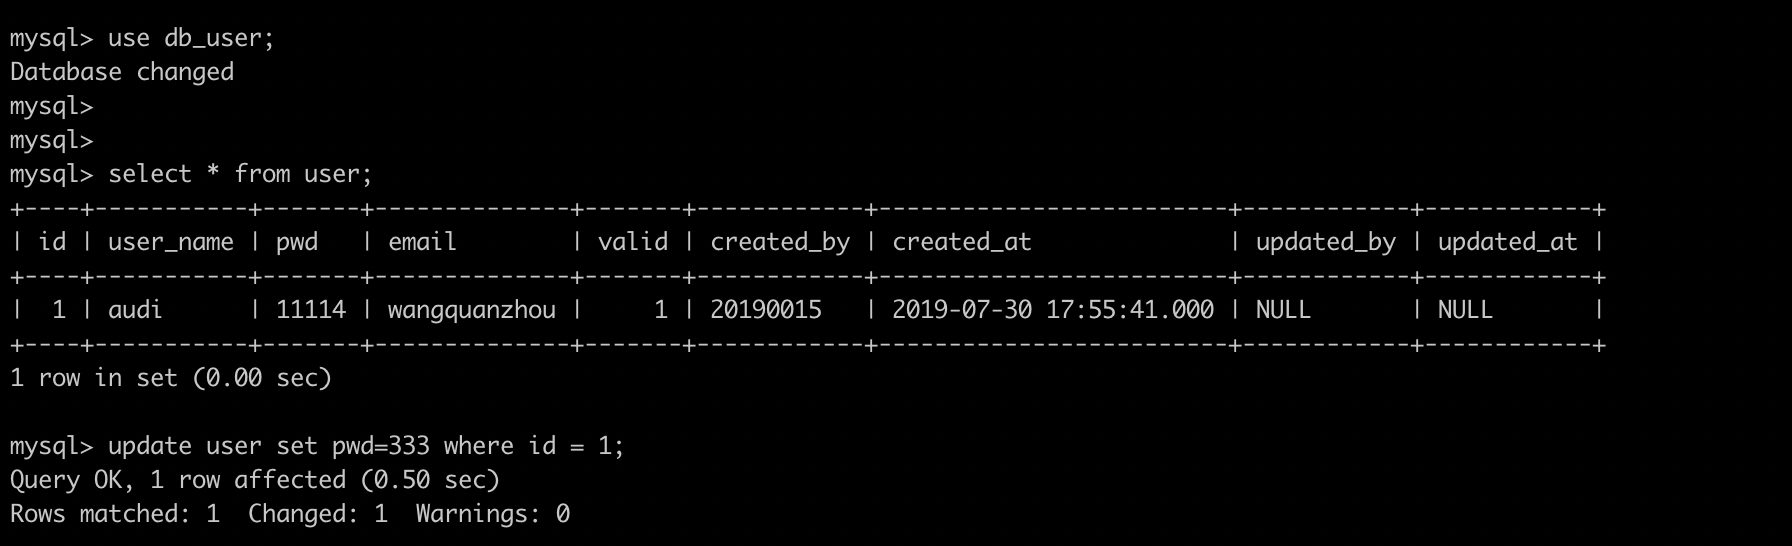 mysql> use db_user;
Database changed
mysql>
mysql>
mysql> select * from user;
+----+-----------+-------+--------------+-------+------------+-------------------------+------------+------------+
| id | user_name | pwd   | email        | valid | created_by | created_at              | updated_by | updated_at |
+----+-----------+-------+--------------+-------+------------+-------------------------+------------+------------+
|  1 | audi      | 11114 | wangquanzhou |     1 | 20190015   | 2019-07-30 17:55:41.000 | NULL       | NULL       |
+----+-----------+-------+--------------+-------+------------+-------------------------+------------+------------+
1 row in set (0.00 sec)

mysql> update user set pwd=333 where id = 1;
Query OK, 1 row affected (0.50 sec)
Rows matched: 1  Changed: 1  Warnings: 0